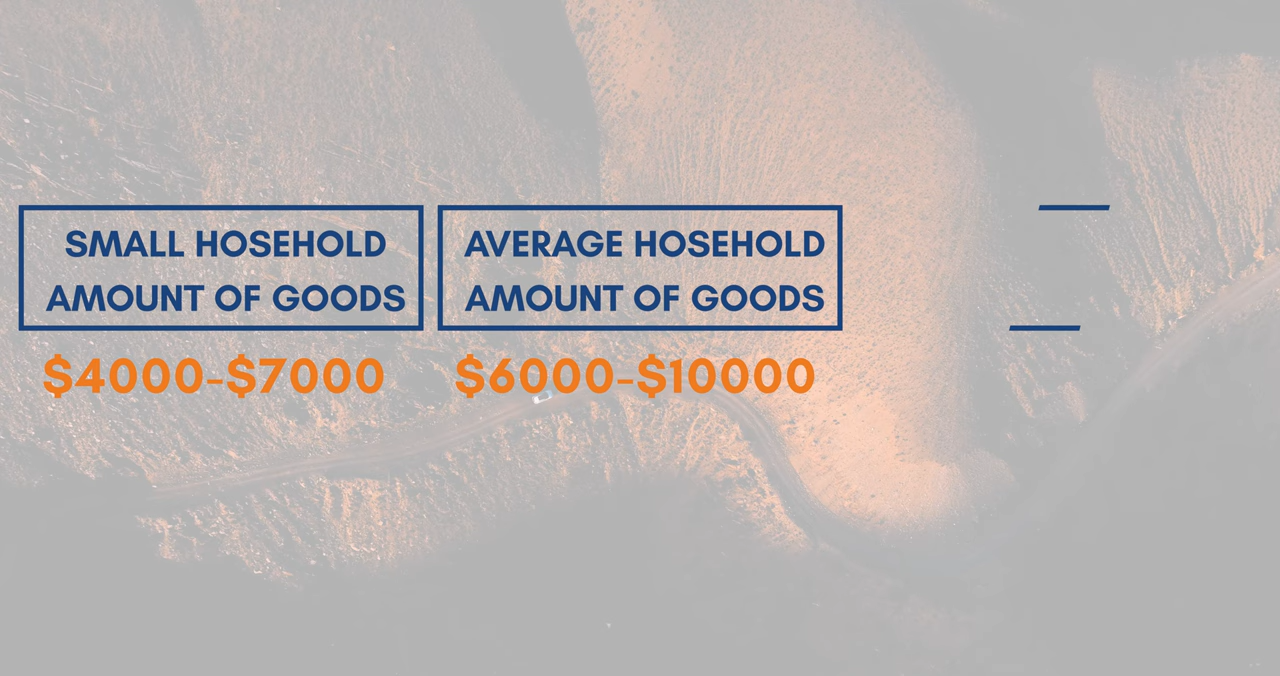 SMALL HOSEHOLD
AMOUNT OF GOODS
$4000-$7000
AVERAGE HOSEHOLD
AMOUNT OF GOODS
$6000-$10000